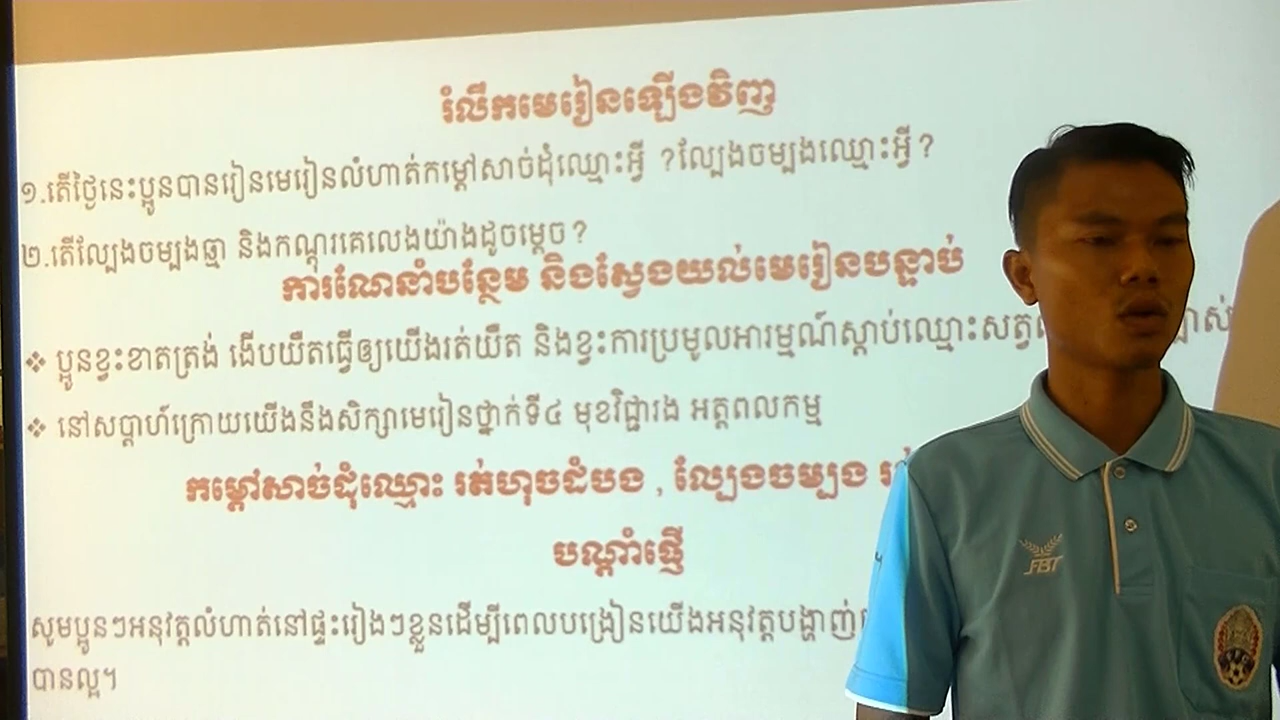 រំលឹកមេរៀនឡើងវិញ
១.តើថ្ងៃនេះប្អូនបានរៀនមេរៀនលំហាត់កម្ដៅសាច់ដុំឈ្មោះអ្វី ?ល្បែងចម្បងឈ្មោះអ្វី?
២.តើល្បែងចម្បងឆ្មា និងកណ្ដុរគេលេងយ៉ាងដូចម្ដេច?
ការណែនាំបន្ថែម និងស្វែងយល់មេរៀនបន្ទាប់
❖ ប្អូនខ្វះខាតត្រង់ ងើបយឺតធ្វើឲ្យយើងរត់យឺត និងខ្វះការប្រមូលអារម្មណ៍ស្ដាប់ឈ្មោះសត្វ
❖ នៅសប្ដាហ៍ក្រោយយើងនឹងសិក្សាមេរៀនថ្នាក់ទី៤ មុខវិជ្ជារង អត្តពលកម្ម
កម្ដៅសាច់ដុំឈ្មោះ រត់ហុចដំបង , ល្បែងចម្បង
បណ្ដាំផ្ញើ
សូមប្អូនៗអនុវត្តលំហាត់នៅផ្ទះរៀងៗខ្លួនដើម្បីពេលបង្រៀនយើងអនុវត្តបង្ហាញ់
បានល្អ។
FBT